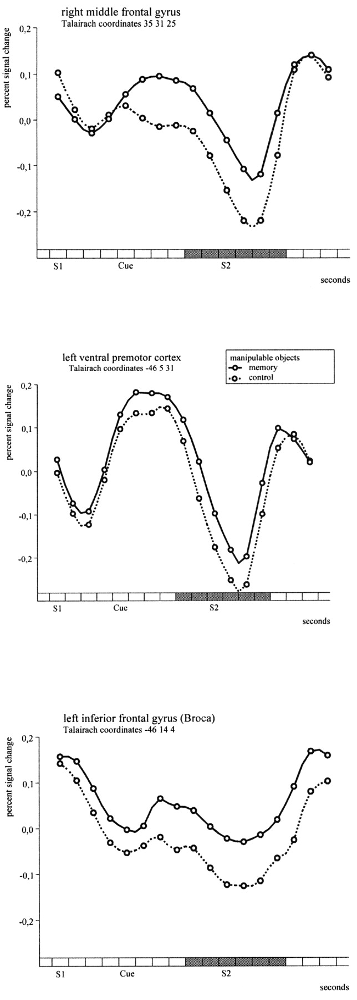 right middle frontal gyrus
Talairach coordinates 35 31 25
percent signal change
0,2
0,1
0,0
-0,1
-0,2
S1 Cue S2
seconds
left ventral premotor cortex
Talairach coordinates -46 5 31
manipulable objects
memory
control
percent signal change
0,2
0,1
0,0
-0,1
-0,2
S1 Cue S2
seconds
left inferior frontal gyrus (Broca)
Talairach coordinates -46 14 4
percent signal change
0,2
0,1
0,0
-0,1
-0,2
S1 Cue S2
seconds